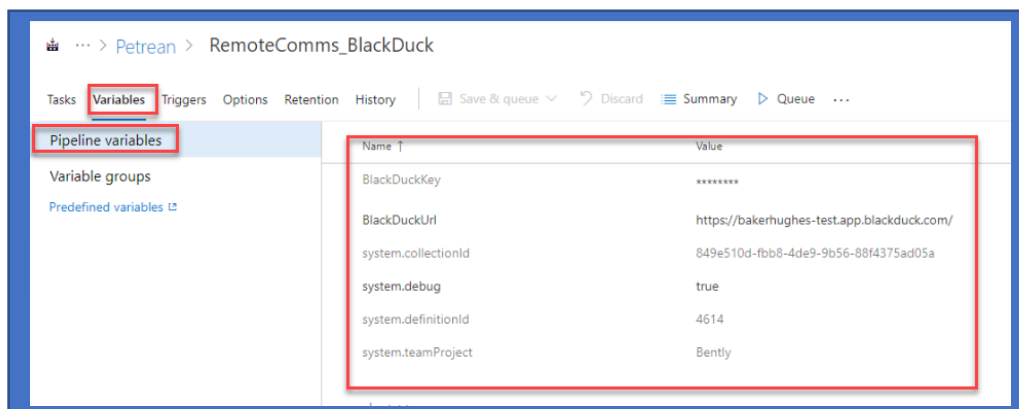 ··· > Petrean > RemoteComms_BlackDuck
Tasks Variables Triggers Options Retention History Save & queue Discard Summary Queue ···
Pipeline variables
Variable groups
Predefined variables
Name ↑ Value
BlackDuckKey ********
BlackDuckUrl https://bakerhughes-test.app.blackduck.com/
system.collectionId 849e510d-fbb8-4de9-9b56-88f4375ad05a
system.debug true
system.definitionId 4614
system.teamProject Bently